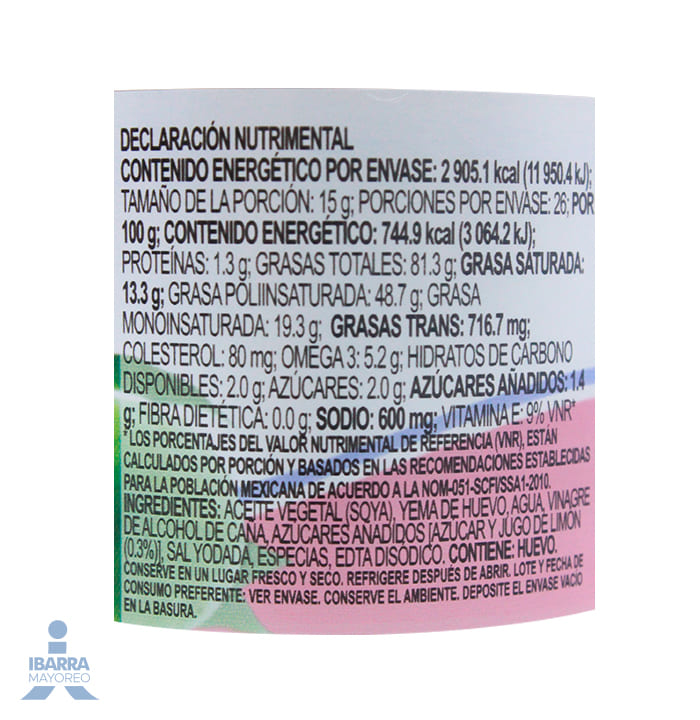 DECLARACIÓN NUTRIMENTAL
CONTENIDO ENERGÉTICO POR ENVASE: 2 905.1 kcal (11 950.4 kJ);
TAMAÑO DE LA PORCIÓN: 15 g; PORCIONES POR ENVASE: 26; POR
100 g; CONTENIDO ENERGÉTICO: 744.9 kcal (3 064.2 kJ);
PROTEÍNAS: 1.3 g; GRASAS TOTALES: 81.3 g; GRASA SATURADA:
13.3 g; GRASA POLIINSATURADA: 48.7 g; GRASA
MONOINSATURADA: 19.3 g; GRASAS TRANS: 716.7 mg;
COLESTEROL: 80 mg; OMEGA 3: 5.2 g; HIDRATOS DE CARBONO
DISPONIBLES: 2.0 g; AZÚCARES: 2.0 g; AZÚCARES AÑADIDOS: 1.4
g; FIBRA DIETÉTICA: 0.0 g; SODIO: 600 mg; VITAMINA E: 9% VNR*
*LOS PORCENTAJES DEL VALOR NUTRIMENTAL DE REFERENCIA (VNR), ESTÁN
CALCULADOS POR PORCIÓN Y BASADOS EN LAS RECOMENDACIONES ESTABLECIDAS
PARA LA POBLACIÓN MEXICANA DE ACUERDO A LA NOM-051-SCFI/SSA1-2010.
INGREDIENTES: ACEITE VEGETAL (SOYA), YEMA DE HUEVO, AGUA, VINAGRE
DE ALCOHOL DE CAÑA, AZÚCARES AÑADIDOS [AZÚCAR Y JUGO DE LIMÓN
(0.3%)], SAL YODADA, ESPECIAS, EDTA DISÓDICO. CONTIENE: HUEVO.
CONSERVE EN UN LUGAR FRESCO Y SECO. REFRIGERE DESPUÉS DE ABRIR. LOTE Y FECHA DE
CONSUMO PREFERENTE: VER ENVASE. CONSERVE EL AMBIENTE. DEPOSITE EL ENVASE VACÍO
EN LA BASURA.
IBARRA
MAYOREO